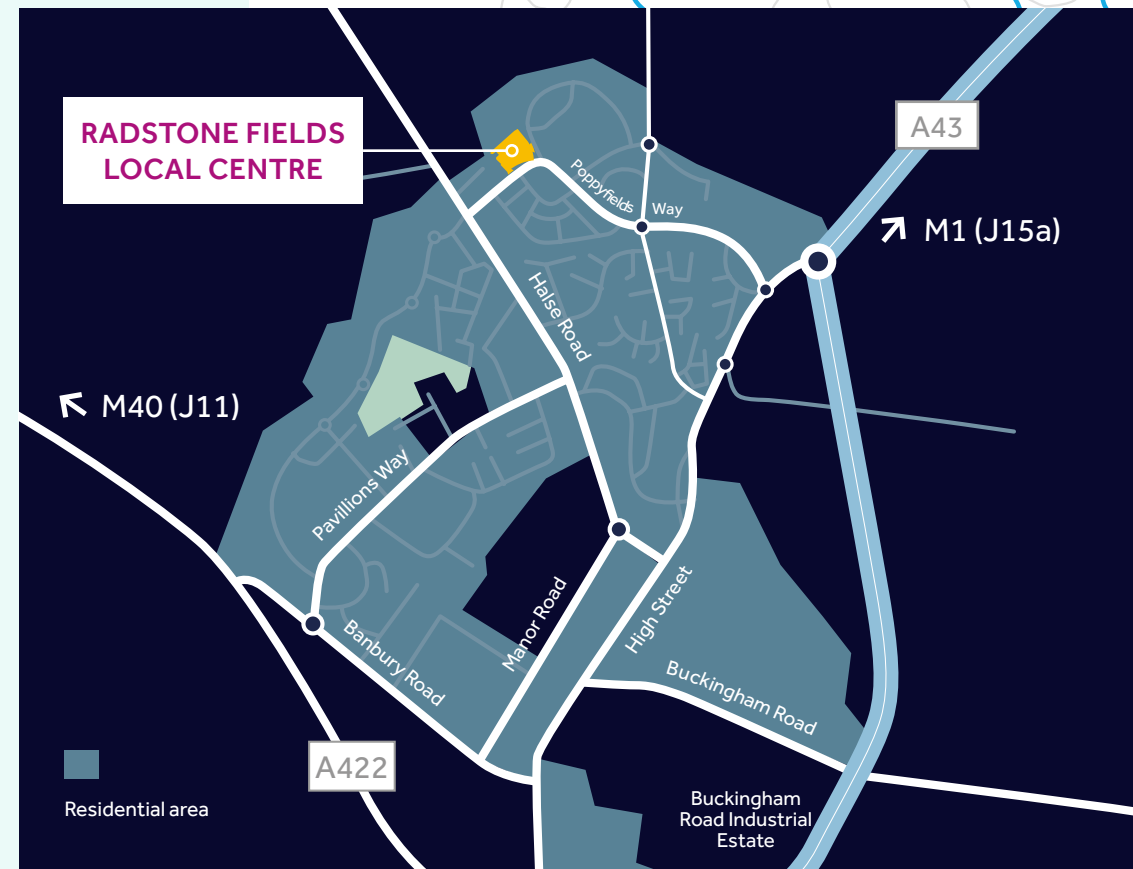 RADSTONE FIELDS
LOCAL CENTRE
A43
Poppyfields Way
M1 (J15a)
Halse Road
M40 (J11)
Pavillions Way
Manor Road
High Street
Banbury Road
Buckingham Road
A422
Residential area
Buckingham
Road Industrial
Estate